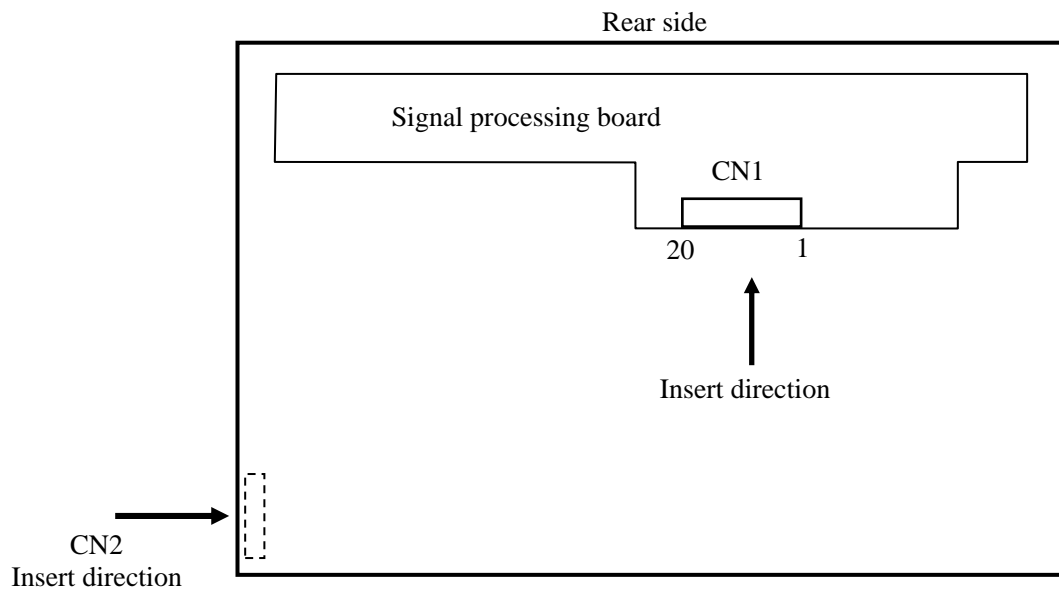 Rear side
Signal processing board
CN1
20
1
Insert direction
CN2
Insert direction